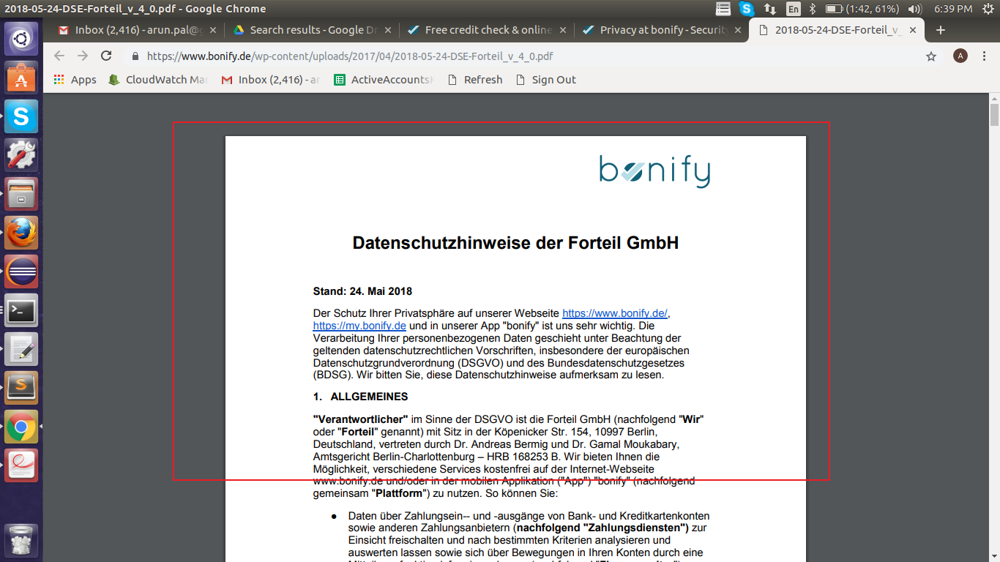 2018-05-24-DSE-Forteil_v_4_0.pdf - Google Chrome
En
(1:42, 61%)
6:39 PM
Inbox (2,416) - arun.pal@g
Search results - Google Dr
Free credit check & online
Privacy at bonify - Security
2018-05-24-DSE-Forteil_v_
https://www.bonify.de/wp-content/uploads/2017/04/2018-05-24-DSE-Forteil_v_4_0.pdf
A
Apps
CloudWatch Mar
Inbox (2,416) - ar
ActiveAccounts
Refresh
Sign Out
bonify
Datenschutzhinweise der Forteil GmbH
Stand: 24. Mai 2018
Der Schutz Ihrer Privatsphäre auf unserer Webseite https://www.bonify.de/,
https://my.bonify.de und in unserer App "bonify" ist uns sehr wichtig. Die
Verarbeitung Ihrer personenbezogenen Daten geschieht unter Beachtung der
geltenden datenschutzrechtlichen Vorschriften, insbesondere der europäischen
Datenschutzgrundverordnung (DSGVO) und des Bundesdatenschutzgesetzes
(BDSG). Wir bitten Sie, diese Datenschutzhinweise aufmerksam zu lesen.
1. ALLGEMEINES
"Verantwortlicher" im Sinne der DSGVO ist die Forteil GmbH (nachfolgend "Wir"
oder "Forteil" genannt) mit Sitz in der Köpenicker Str. 154, 10997 Berlin,
Deutschland, vertreten durch Dr. Andreas Bermig und Dr. Gamal Moukabary,
Amtsgericht Berlin-Charlottenburg – HRB 168253 B. Wir bieten Ihnen die
Möglichkeit, verschiedene Services kostenfrei auf der Internet-Webseite
www.bonify.de und/oder in der mobilen Applikation ("App") "bonify" (nachfolgend
gemeinsam "Plattform") zu nutzen. So können Sie:
● Daten über Zahlungsein-- und -ausgänge von Bank- und Kreditkartenkonten
sowie anderen Zahlungsanbietern (nachfolgend "Zahlungsdiensten") zur
Einsicht freischalten und nach bestimmten Kriterien analysieren und
auswerten lassen sowie sich über Bewegungen in Ihren Konten durch eine